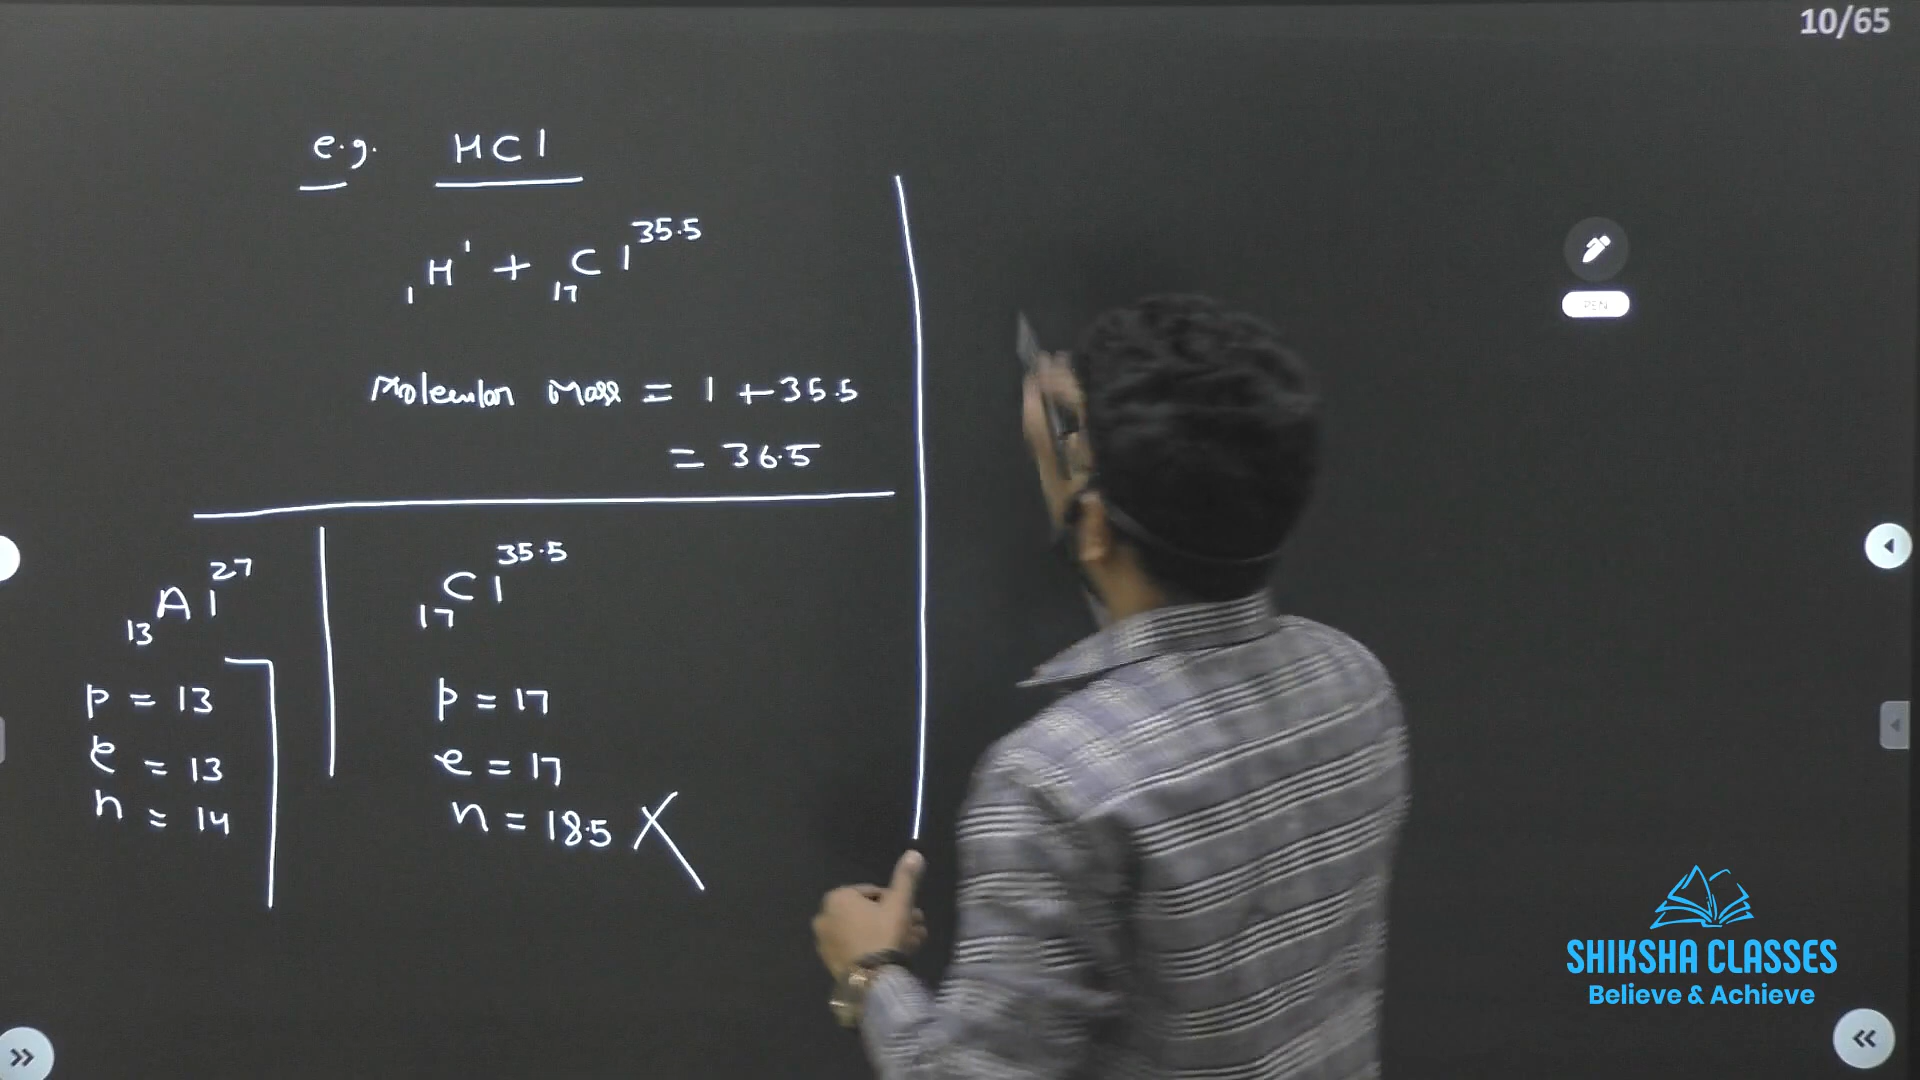 10/65
e.g. HCl
₁H¹ + ₁₇Cl³⁵·⁵
Molecular Mass = 1 + 35.5
= 36.5
₁₃Al²⁷
p = 13
e = 13
n = 14
₁₇Cl³⁵·⁵
p = 17
e = 17
n = 18.5 X
PEN
SHIKSHA CLASSES
Believe & Achieve